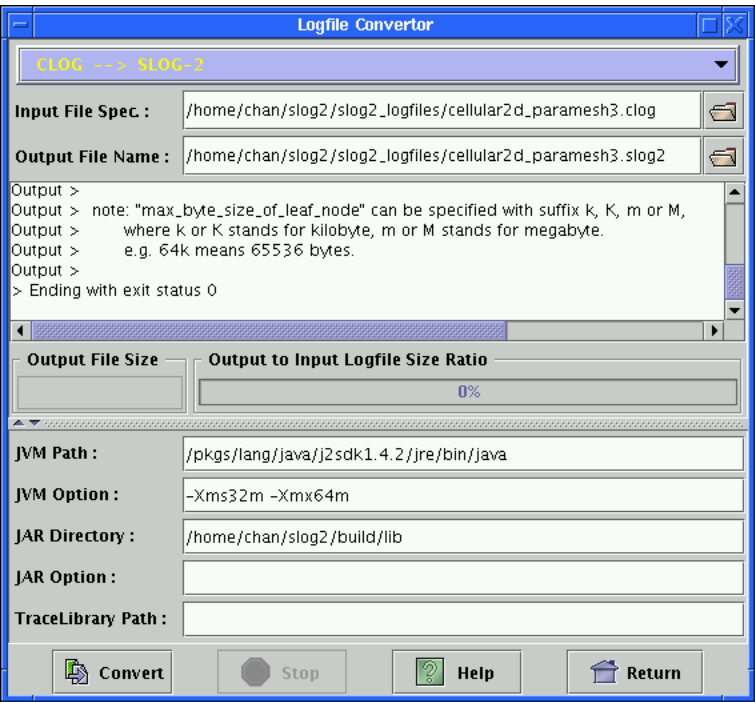 Logfile Convertor
CLOG --> SLOG-2
Input File Spec. : /home/chan/slog2/slog2_logfiles/cellular2d_paramesh3.clog
Output File Name : /home/chan/slog2/slog2_logfiles/cellular2d_paramesh3.slog2
Output >
Output > note: "max_byte_size_of_leaf_node" can be specified with suffix k, K, m or M,
Output > where k or K stands for kilobyte, m or M stands for megabyte.
Output > e.g. 64k means 65536 bytes.
Output >
> Ending with exit status 0
Output File Size Output to Input Logfile Size Ratio
0%
JVM Path : /pkgs/lang/java/j2sdk1.4.2/jre/bin/java
JVM Option : -Xms32m -Xmx64m
JAR Directory : /home/chan/slog2/build/lib
JAR Option :
TraceLibrary Path :
Convert Stop Help Return